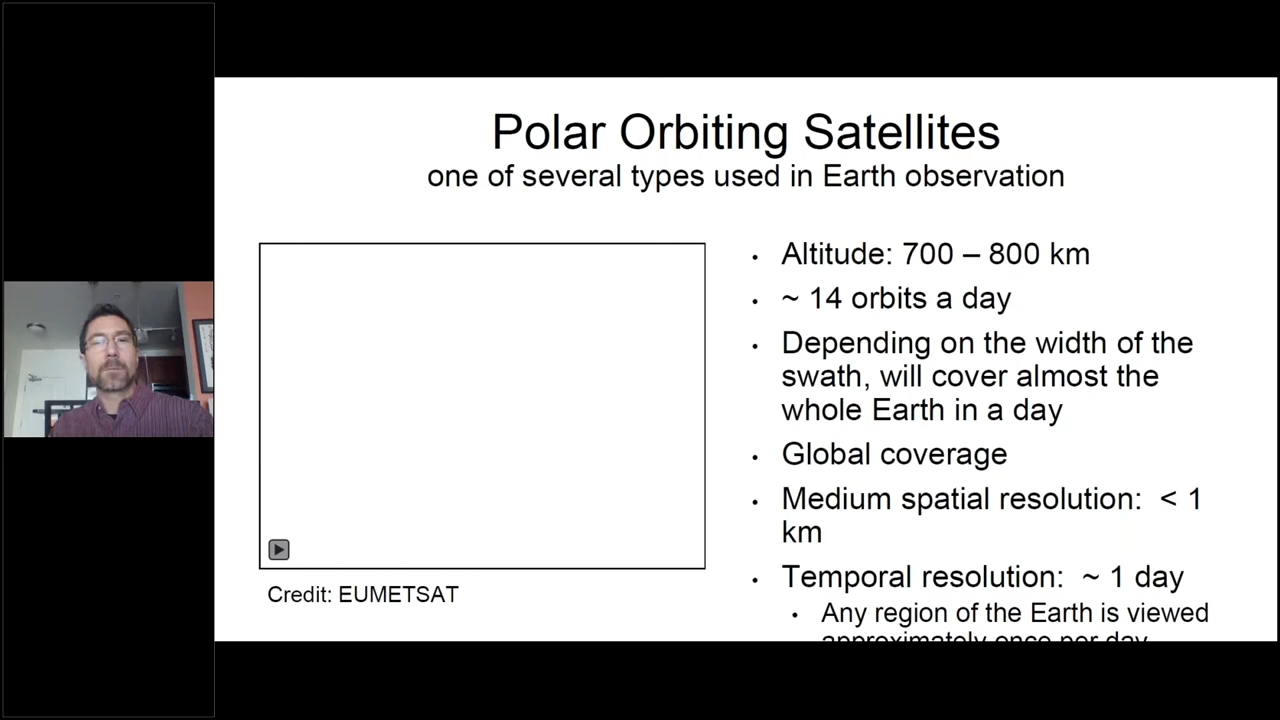 Polar Orbiting Satellites
one of several types used in Earth observation
• Altitude: 700 – 800 km
• ~ 14 orbits a day
• Depending on the width of the
swath, will cover almost the
whole Earth in a day
• Global coverage
• Medium spatial resolution:  < 1
km
• Temporal resolution:  ~ 1 day
• Any region of the Earth is viewed
approximately once per day
Credit: EUMETSAT